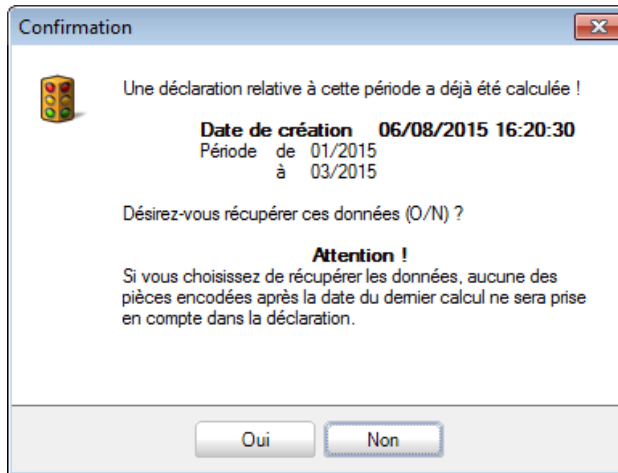 Confirmation
Une déclaration relative à cette période a déjà été calculée !
Date de création 06/08/2015 16:20:30
Période de 01/2015
à 03/2015
Désirez-vous récupérer ces données (O/N) ?
Attention !
Si vous choisissez de récupérer les données, aucune des
pièces encodées après la date du dernier calcul ne sera prise
en compte dans la déclaration.
Oui Non